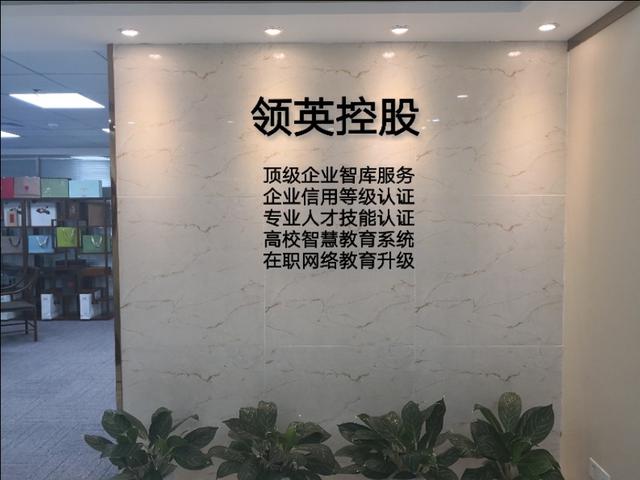 领英控股
顶级企业智库服务
企业信用等级认证
专业人才技能认证
高校智慧教育系统
在职网络教育升级